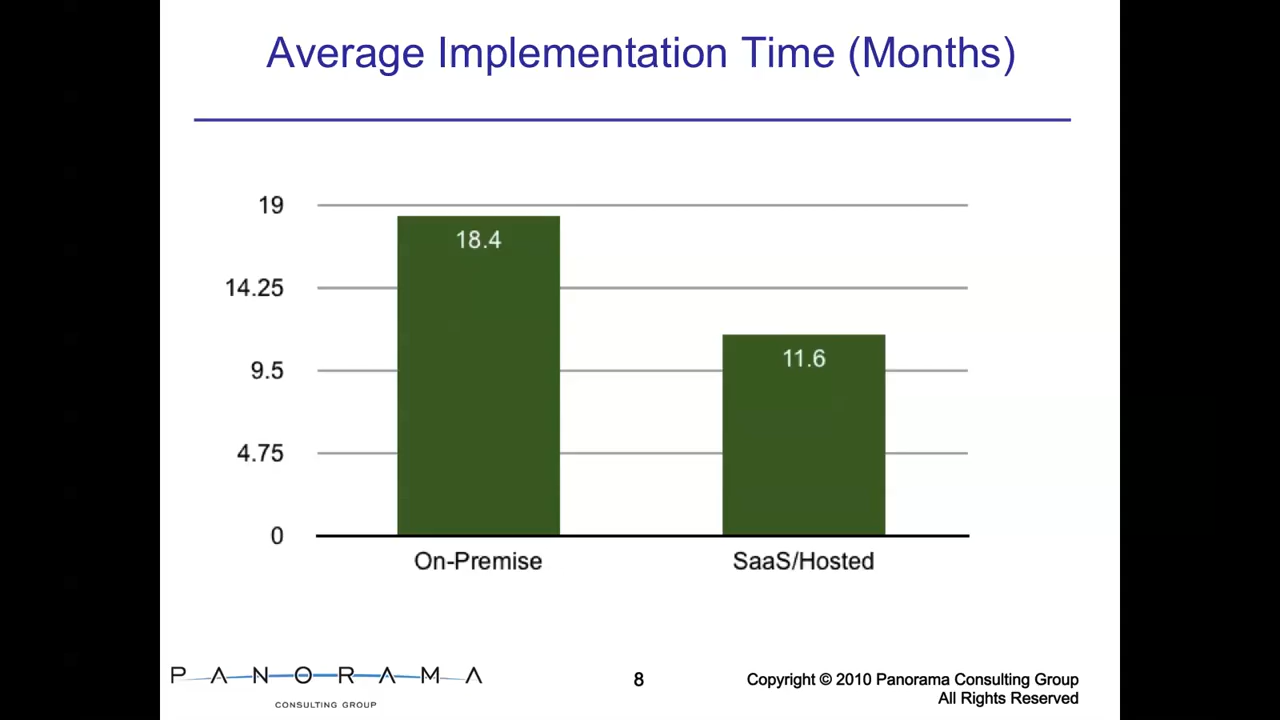 Average Implementation Time (Months)
19
18.4
14.25
11.6
9.5
4.75
0
On-Premise
SaaS/Hosted
PANORAMA
CONSULTING GROUP
8
Copyright © 2010 Panorama Consulting Group
All Rights Reserved